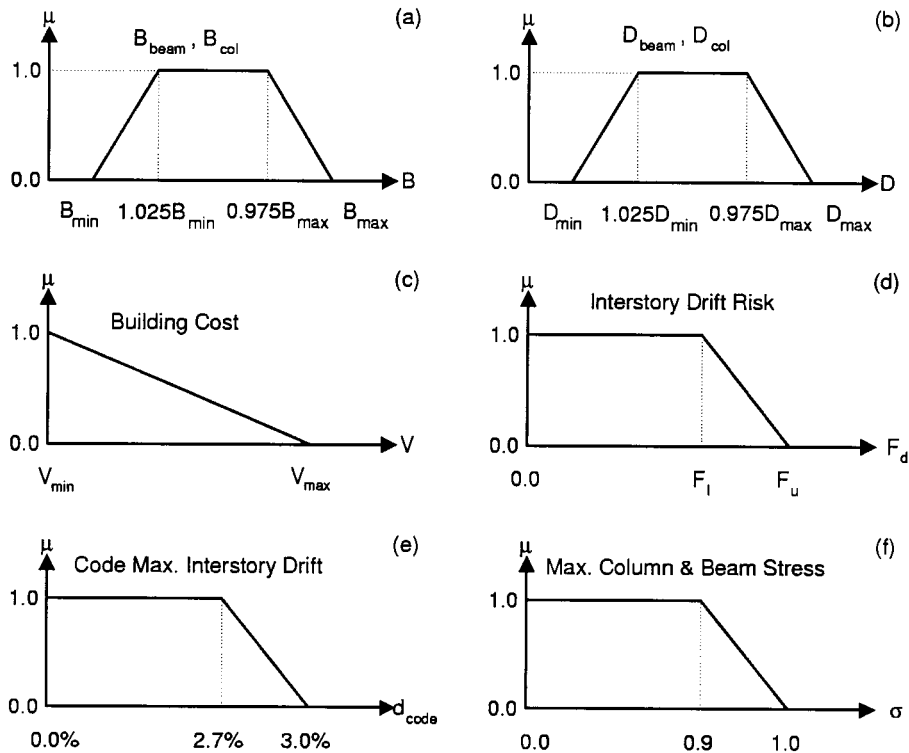 μ
(a)
B_beam , B_col
1.0
0.0
B
B_min 1.025B_min 0.975B_max B_max
μ
(b)
D_beam , D_col
1.0
0.0
D
D_min 1.025D_min 0.975D_max D_max
μ
(c)
Building Cost
1.0
0.0
V
V_min V_max
μ
(d)
Interstory Drift Risk
1.0
0.0
F_d
0.0 F_l F_u
μ
(e)
Code Max. Interstory Drift
1.0
0.0
d_code
0.0% 2.7% 3.0%
μ
(f)
Max. Column & Beam Stress
1.0
0.0
σ
0.0 0.9 1.0